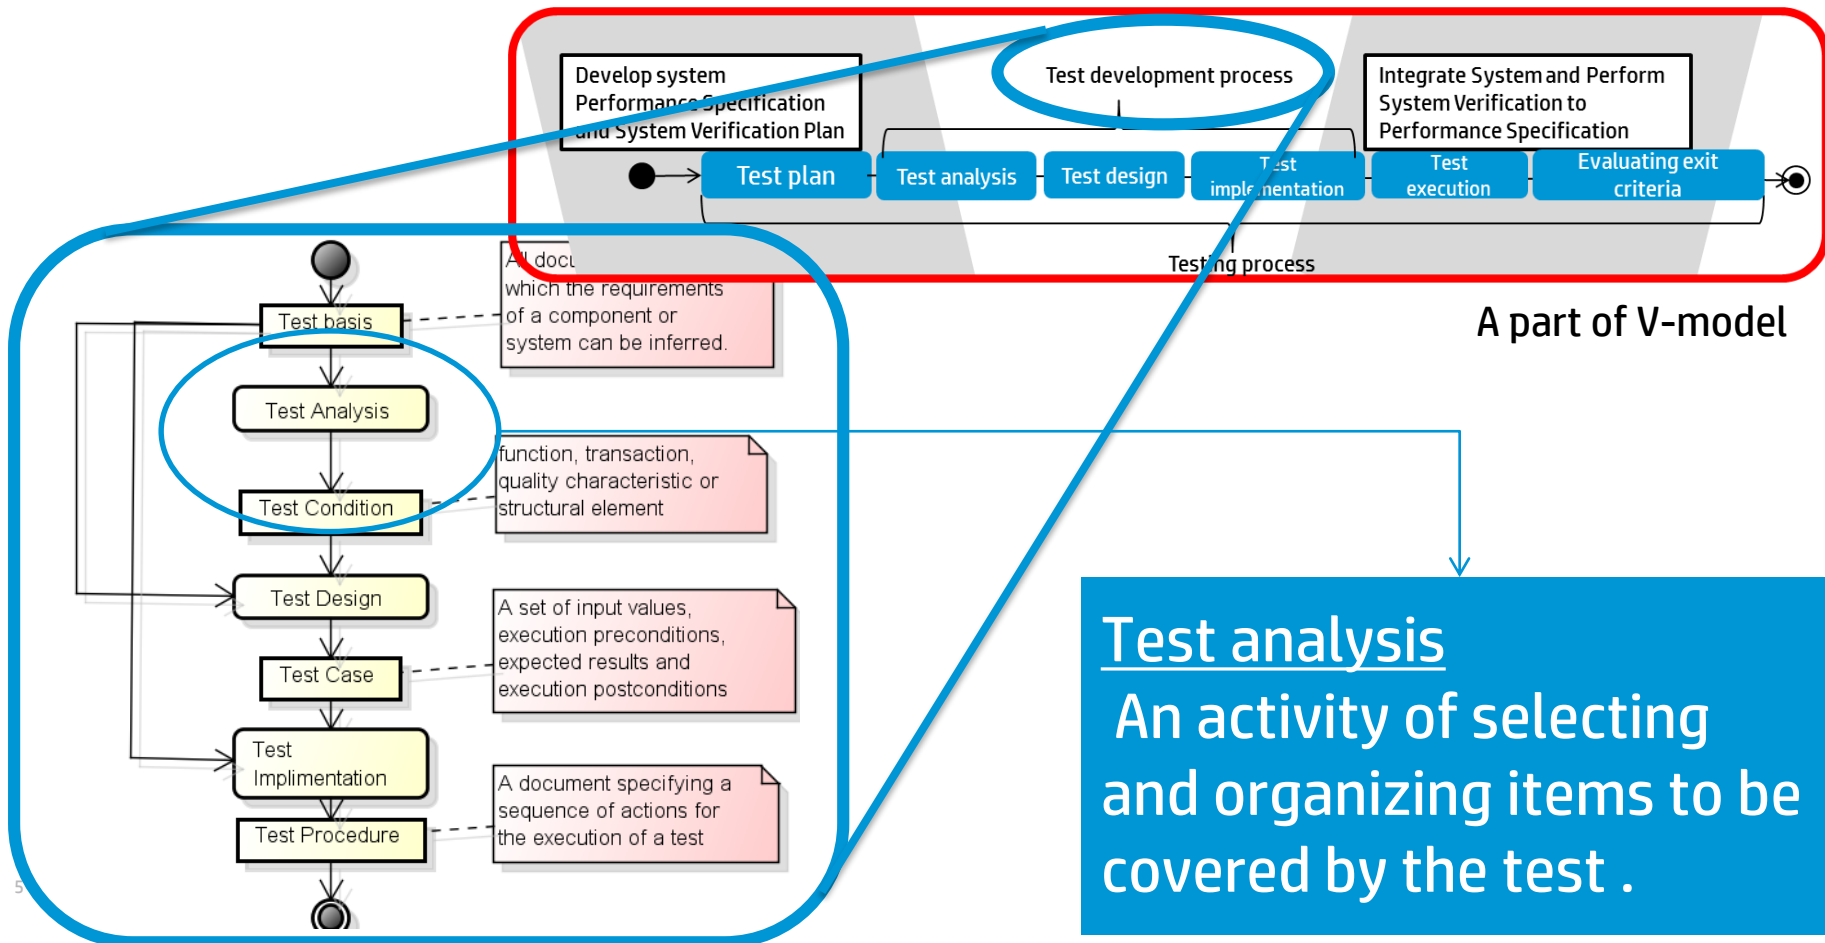 Develop system
Performance Specification
and System Verification Plan
Test development process
Integrate System and Perform
System Verification to
Performance Specification
Test plan
Test analysis
Test design
Test
implementation
Test
execution
Evaluating exit
criteria
Testing process
A part of V-model
All docu
which the requirements
of a component or
system can be inferred.
Test basis
Test Analysis
function, transaction,
quality characteristic or
structural element
Test Condition
Test Design
A set of input values,
execution preconditions,
expected results and
execution postconditions
Test Case
Test
Implimentation
A document specifying a
sequence of actions for
the execution of a test
Test Procedure
Test analysis
An activity of selecting
and organizing items to be
covered by the test .
5